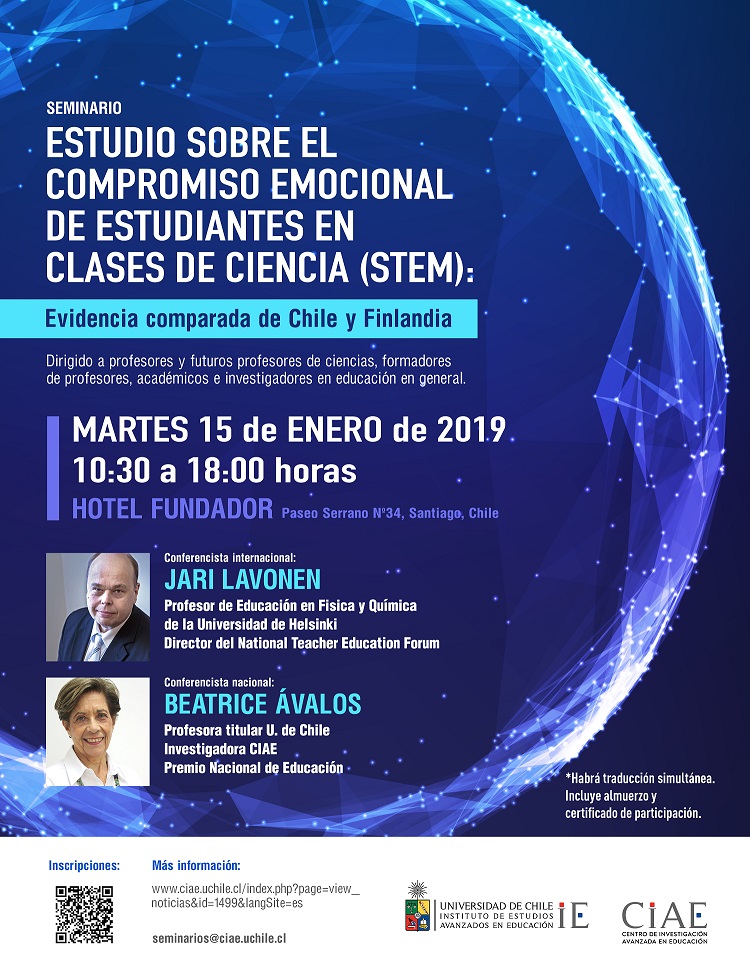 SEMINARIO
ESTUDIO SOBRE EL
COMPROMISO EMOCIONAL
DE ESTUDIANTES EN
CLASES DE CIENCIA (STEM):
Evidencia comparada de Chile y Finlandia
Dirigido a profesores y futuros profesores de ciencias, formadores
de profesores, académicos e investigadores en educación en general.
MARTES 15 de ENERO de 2019
10:30 a 18:00 horas
HOTEL FUNDADOR Paseo Serrano Nº34, Santiago, Chile
Conferencista internacional:
JARI LAVONEN
Profesor de Educación en Fisica y Química
de la Universidad de Helsinki
Director del National Teacher Education Forum
Conferencista nacional:
BEATRICE ÁVALOS
Profesora titular U. de Chile
Investigadora CIAE
Premio Nacional de Educación
*Habrá traducción simultánea.
Incluye almuerzo y
certificado de participación.
Inscripciones:
Más información:
www.ciae.uchile.cl/index.php?page=view_
noticias&id=1499&langSite=es
seminarios@ciae.uchile.cl
UNIVERSIDAD DE CHILE
INSTITUTO DE ESTUDIOS
AVANZADOS EN EDUCACIÓN
iE
CiAE
CENTRO DE INVESTIGACIÓN
AVANZADA EN EDUCACIÓN